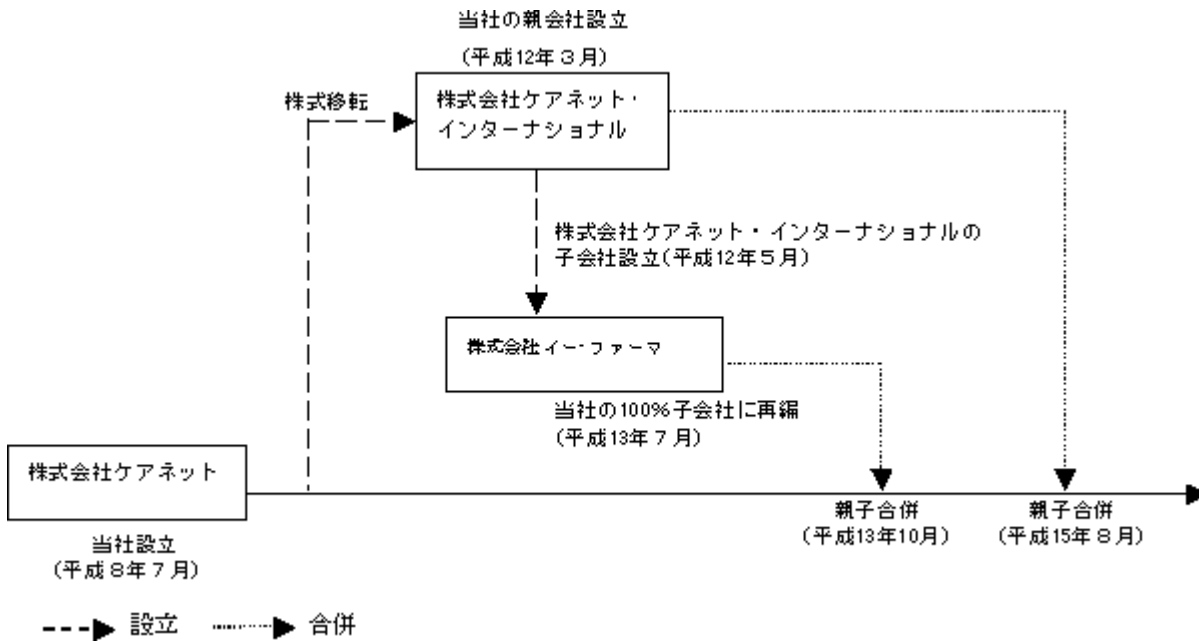 当社の親会社設立
(平成12年３月)
株式移転
株式会社ケアネット・
インターナショナル
株式会社ケアネット・インターナショナルの
子会社設立(平成12年５月)
株式会社イー・ファーマ
当社の100%子会社に再編
(平成13年７月)
株式会社ケアネット
当社設立
(平成８年７月)
親子合併
(平成13年10月)
親子合併
(平成15年８月)
設立
合併